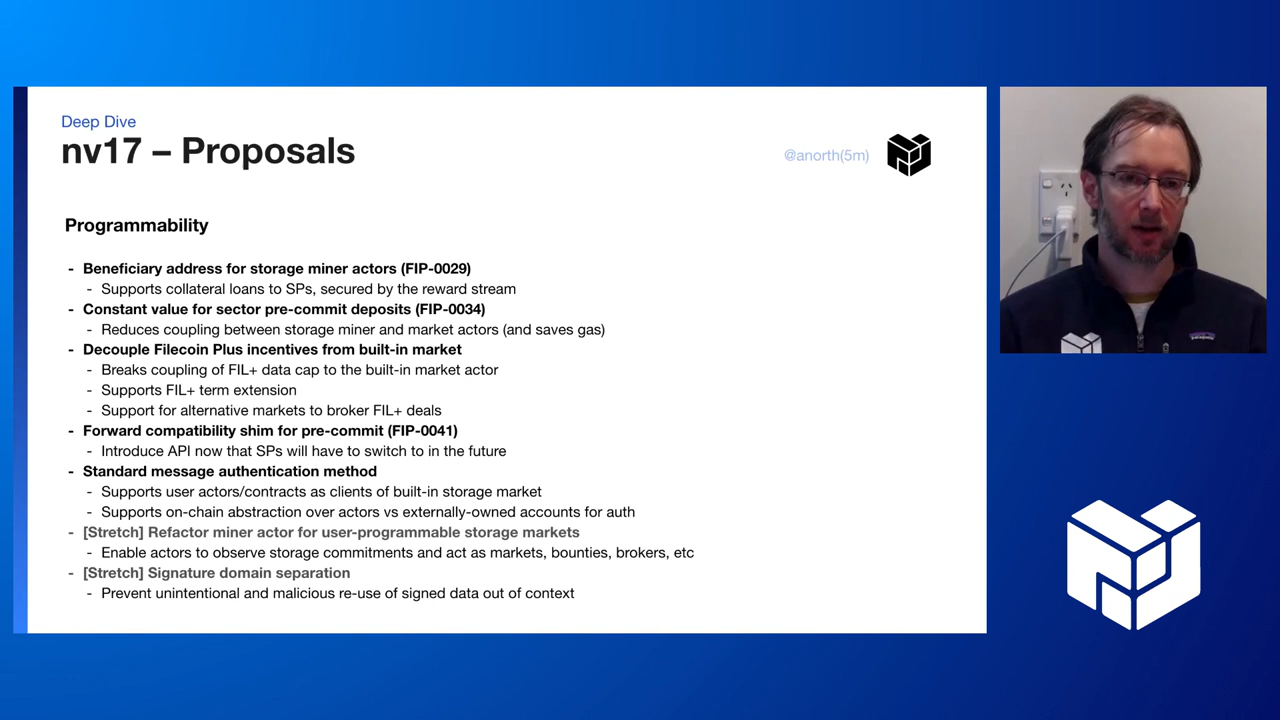 Deep Dive
nv17 – Proposals
@anorth(5m)
Programmability
- Beneficiary address for storage miner actors (FIP-0029)
- Supports collateral loans to SPs, secured by the reward stream
- Constant value for sector pre-commit deposits (FIP-0034)
- Reduces coupling between storage miner and market actors (and saves gas)
- Decouple Filecoin Plus incentives from built-in market
- Breaks coupling of FIL+ data cap to the built-in market actor
- Supports FIL+ term extension
- Support for alternative markets to broker FIL+ deals
- Forward compatibility shim for pre-commit (FIP-0041)
- Introduce API now that SPs will have to switch to in the future
- Standard message authentication method
- Supports user actors/contracts as clients of built-in storage market
- Supports on-chain abstraction over actors vs externally-owned accounts for auth
- [Stretch] Refactor miner actor for user-programmable storage markets
- Enable actors to observe storage commitments and act as markets, bounties, brokers, etc
- [Stretch] Signature domain separation
- Prevent unintentional and malicious re-use of signed data out of context